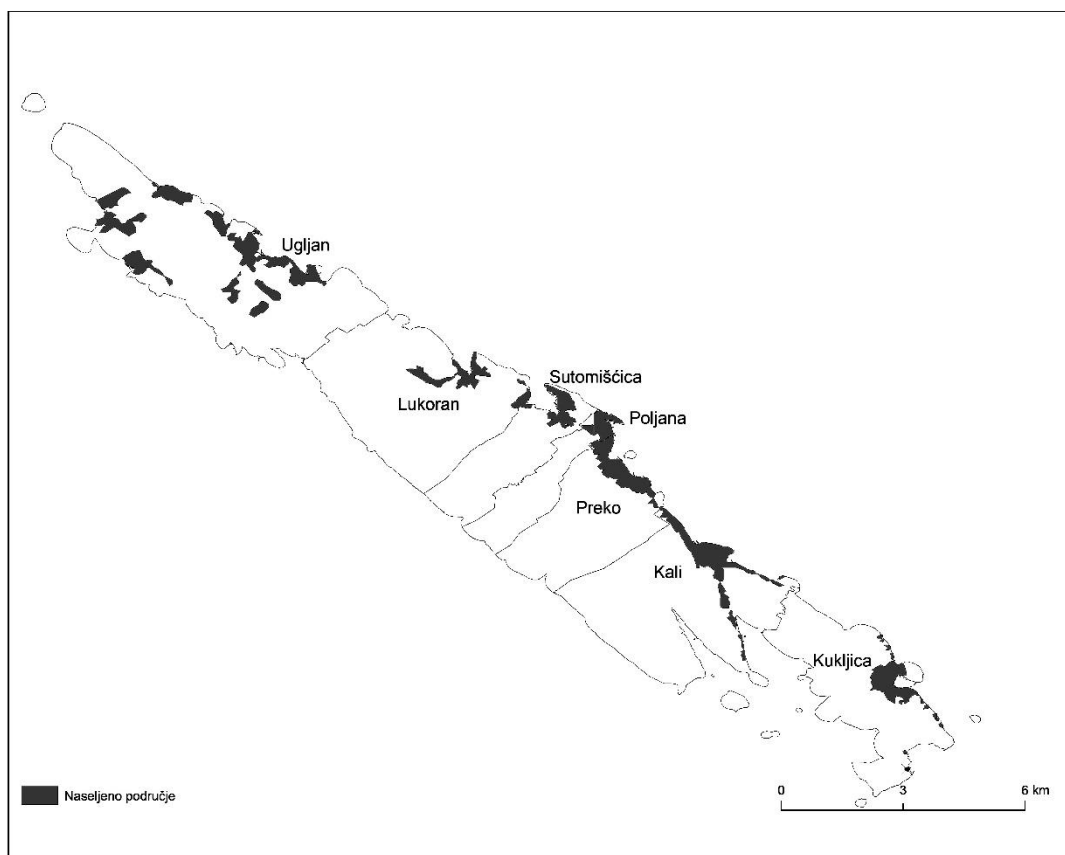 Ugljan
Sutomišćica
Lukoran
Poljana
Preko
Kali
Kukljica
Naseljeno područje
0 3 6 km